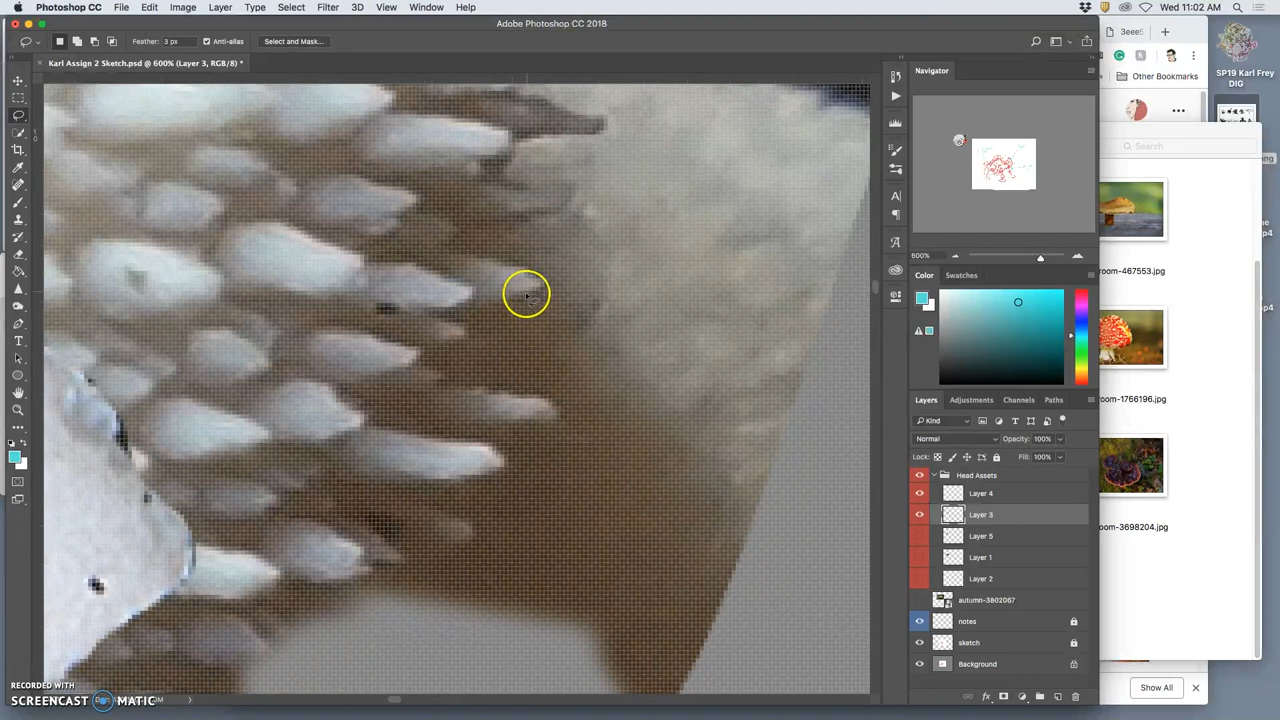 Photoshop CC File Edit Image Layer Type Select Filter 3D View Window Help Wed 11:02 AM
Adobe Photoshop CC 2018
3eee5
Feather: 3 px Anti-alias Select and Mask...
Other Bookmarks
SP19 Karl Frey
DIG
Karl Assign 2 Sketch.psd @ 600% (Layer 3, RGB/8) *
Navigator
Search
600%
room-467553.jpg
Color Swatches
room-1766196.jpg
Layers Adjustments Channels Paths
Kind
Normal Opacity: 100%
Lock: Fill: 100%
Head Assets
Layer 4
Layer 3
room-3698204.jpg
Layer 5
Layer 1
Layer 2
autumn-3802067
notes
sketch
Background
RECORDED WITH
SCREENCAST MATIC
Show All